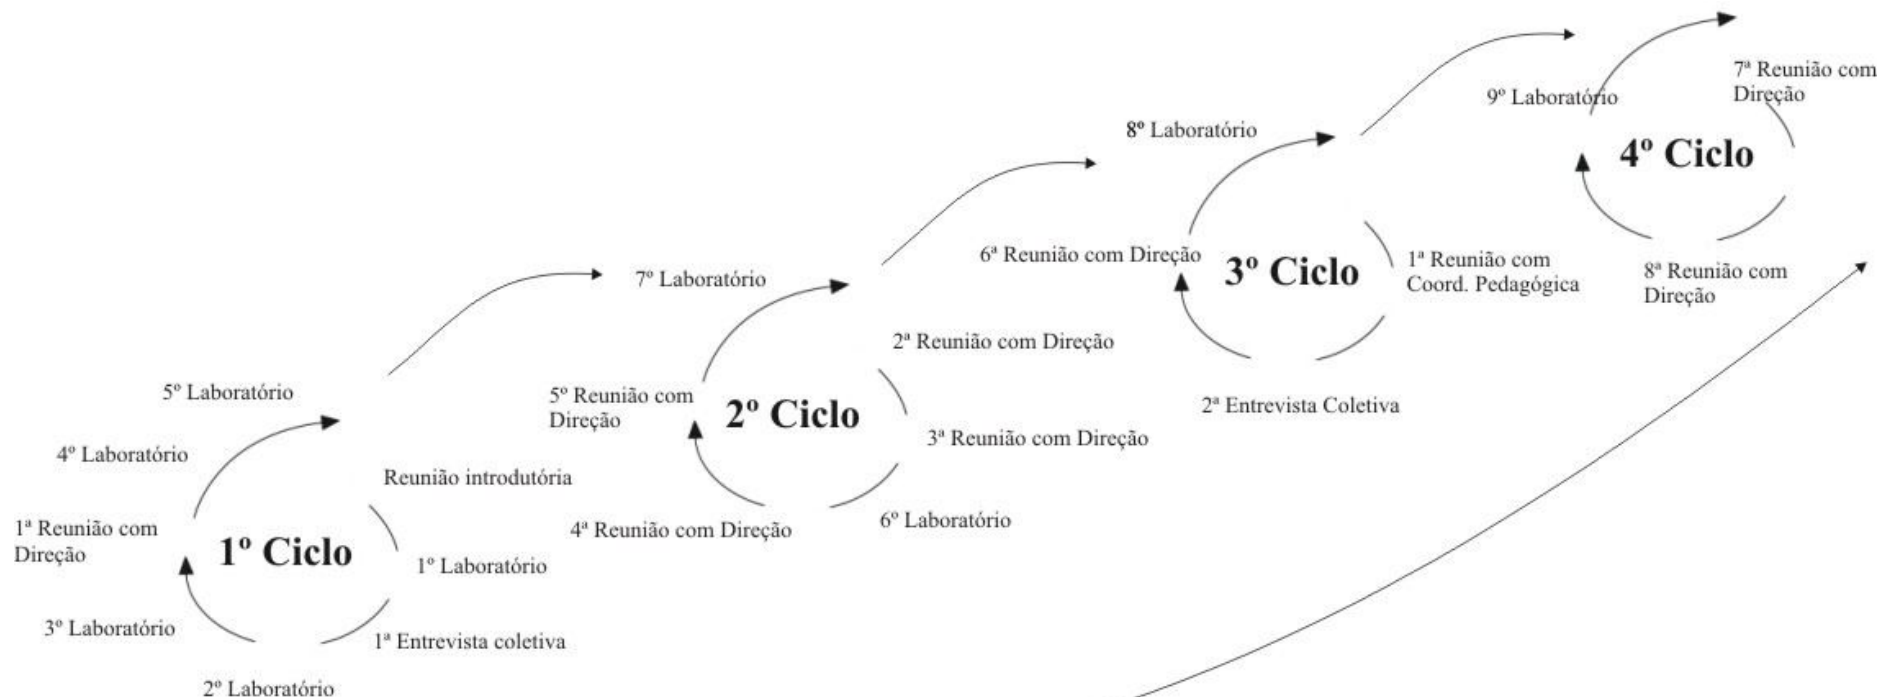 5º Laboratório
4º Laboratório
1ª Reunião com
Direção
3º Laboratório
2º Laboratório
1ª Entrevista coletiva
1º Laboratório
Reunião introdutória
1º Ciclo
7º Laboratório
5º Reunião com
Direção
4ª Reunião com Direção
6º Laboratório
3ª Reunião com Direção
2ª Reunião com Direção
2º Ciclo
8º Laboratório
6ª Reunião com Direção
2ª Entrevista Coletiva
1ª Reunião com
Coord. Pedagógica
3º Ciclo
9º Laboratório
7ª Reunião com
Direção
4º Ciclo
8ª Reunião com
Direção